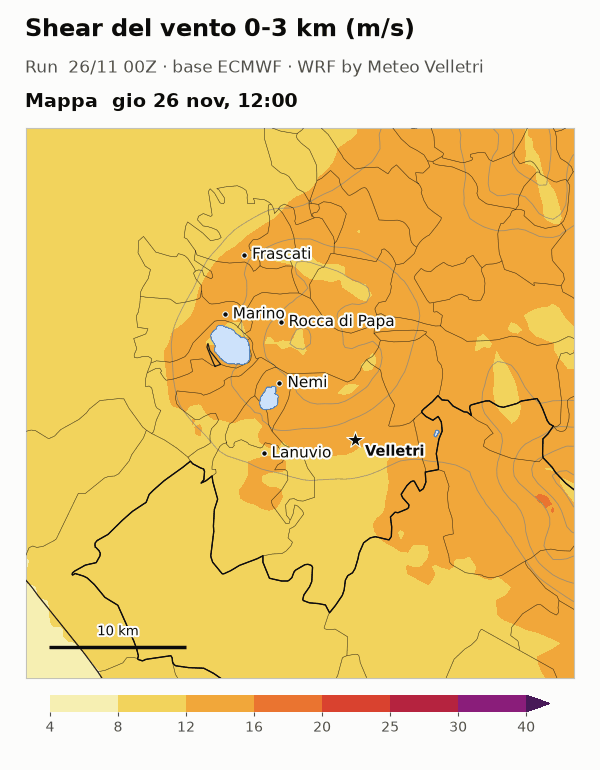 Shear del vento 0-3 km (m/s)
Run  26/11 00Z · base ECMWF · WRF by Meteo Velletri
Mappa  gio 26 nov, 12:00
Frascati
Marino
Rocca di Papa
Nemi
Velletri
Lanuvio
10 km
4 8 12 16 20 25 30 40